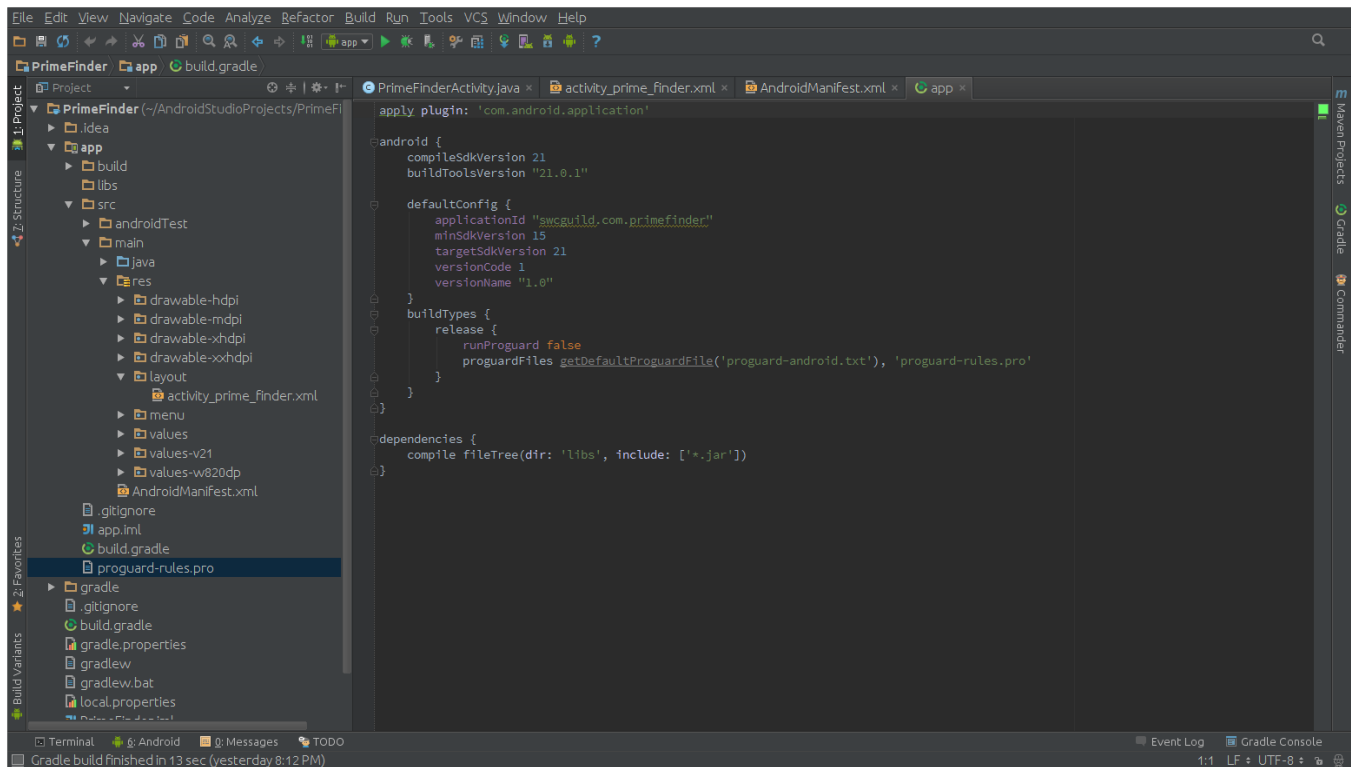 File Edit View Navigate Code Analyze Refactor Build Run Tools VCS Window Help
app
PrimeFinder app build.gradle
Project
PrimeFinderActivity.java × activity_prime_finder.xml × AndroidManifest.xml × app ×
1: Project
7: Structure
2: Favorites
Build Variants
PrimeFinder (~/AndroidStudioProjects/PrimeFi
.idea
app
build
libs
src
androidTest
main
java
res
drawable-hdpi
drawable-mdpi
drawable-xhdpi
drawable-xxhdpi
layout
activity_prime_finder.xml
menu
values
values-v21
values-w820dp
AndroidManifest.xml
.gitignore
app.iml
build.gradle
proguard-rules.pro
gradle
.gitignore
build.gradle
gradle.properties
gradlew
gradlew.bat
local.properties
apply plugin: 'com.android.application'
android {
compileSdkVersion 21
buildToolsVersion "21.0.1"
defaultConfig {
applicationId "swcguild.com.primefinder"
minSdkVersion 15
targetSdkVersion 21
versionCode 1
versionName "1.0"
}
buildTypes {
release {
runProguard false
proguardFiles getDefaultProguardFile('proguard-android.txt'), 'proguard-rules.pro'
}
}
}
dependencies {
compile fileTree(dir: 'libs', include: ['*.jar'])
}
m Maven Projects
Gradle
Commander
Terminal 6: Android 0: Messages TODO Event Log Gradle Console
Gradle build finished in 13 sec (yesterday 8:12 PM) 1:1 LF UTF-8